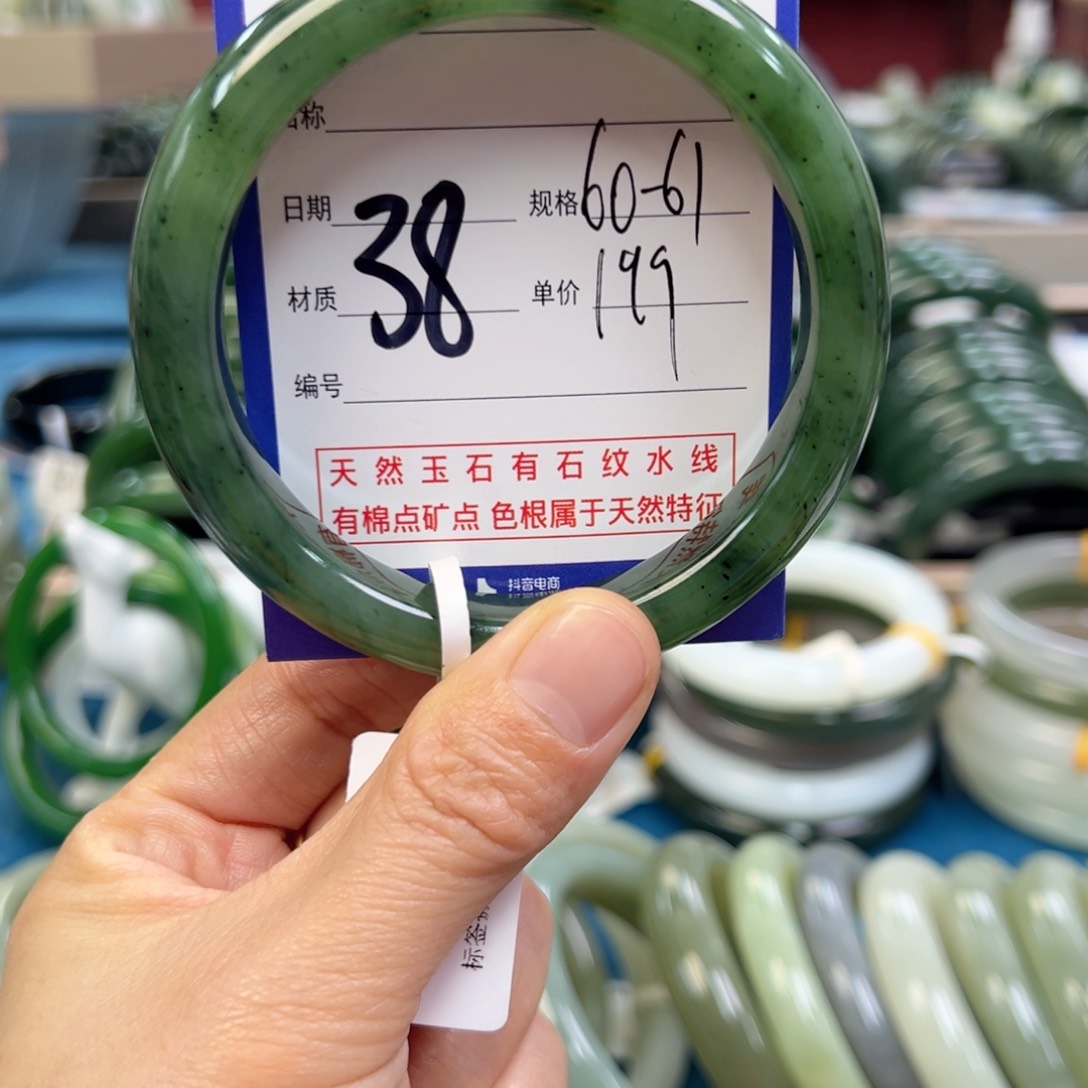 名称
日期 规格 60-61
38
材质 单价 199
编号
天然玉石有石纹水线
有棉点矿点 色根属于天然特征
抖音电商
标签